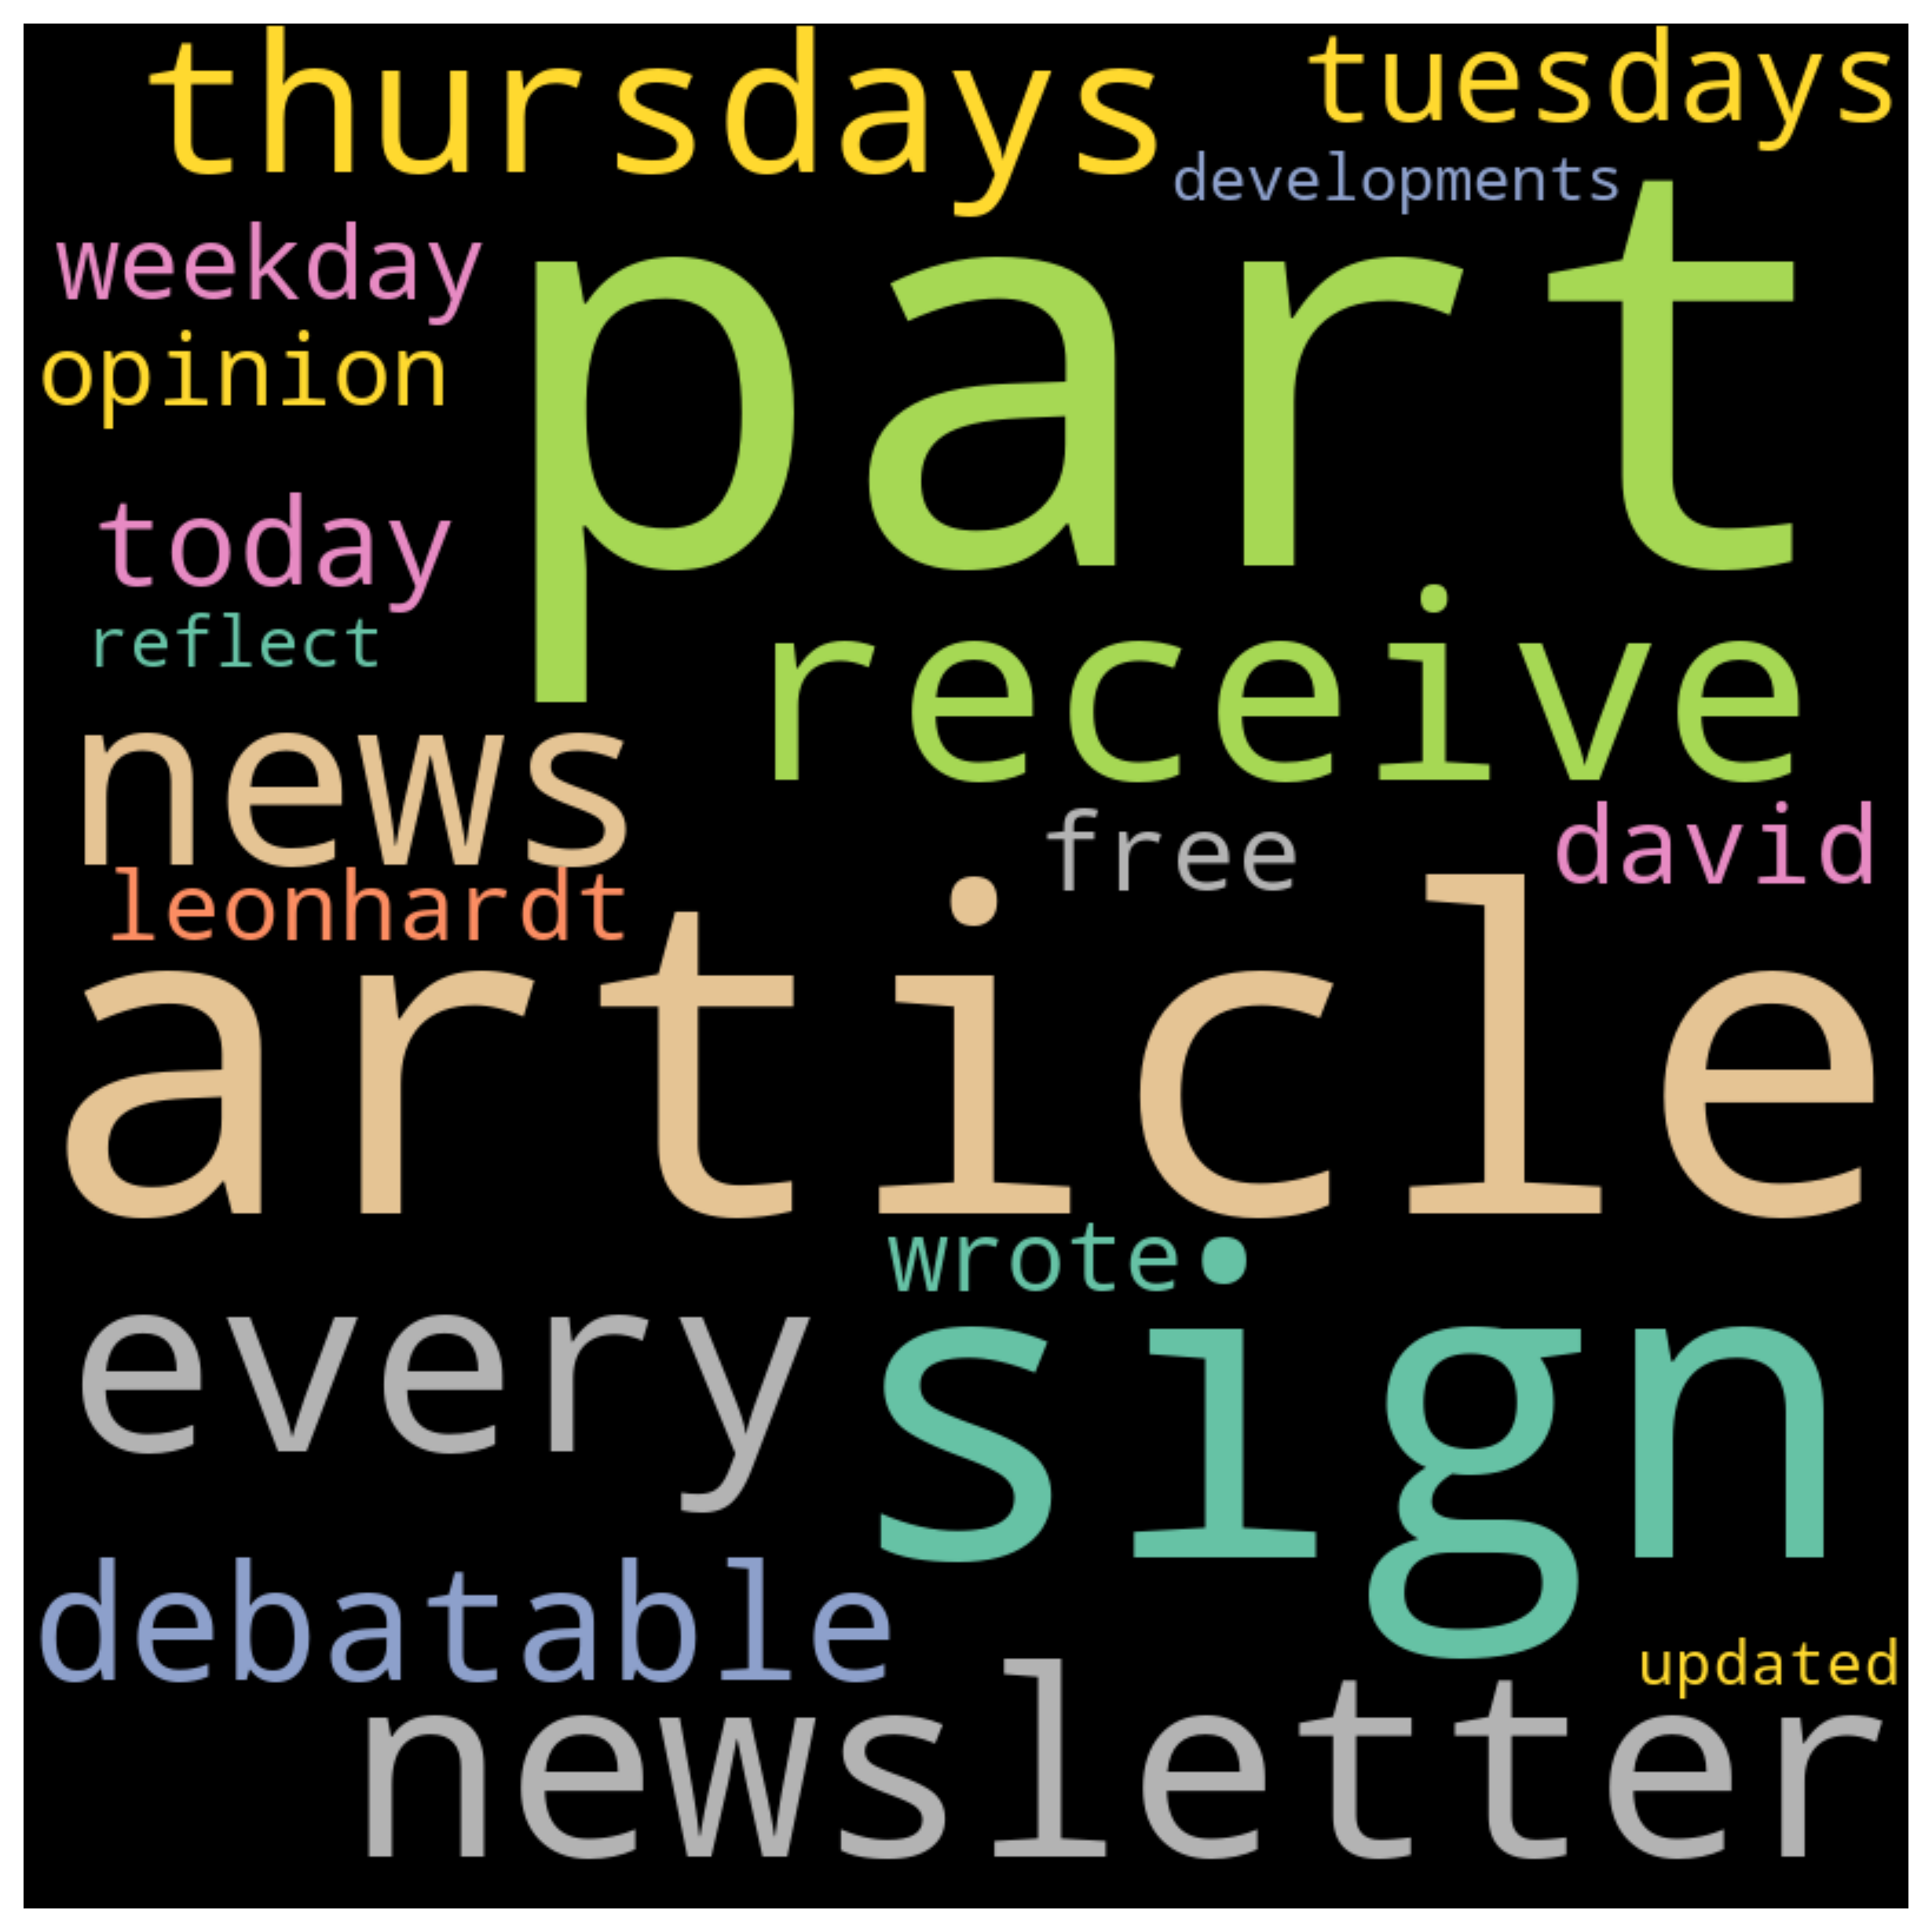 thursdays
tuesdays
developments
weekday
part
opinion
today
reflect
receive
news
free
david
leonhardt
article
wrote
every
sign
debatable
updated
newsletter